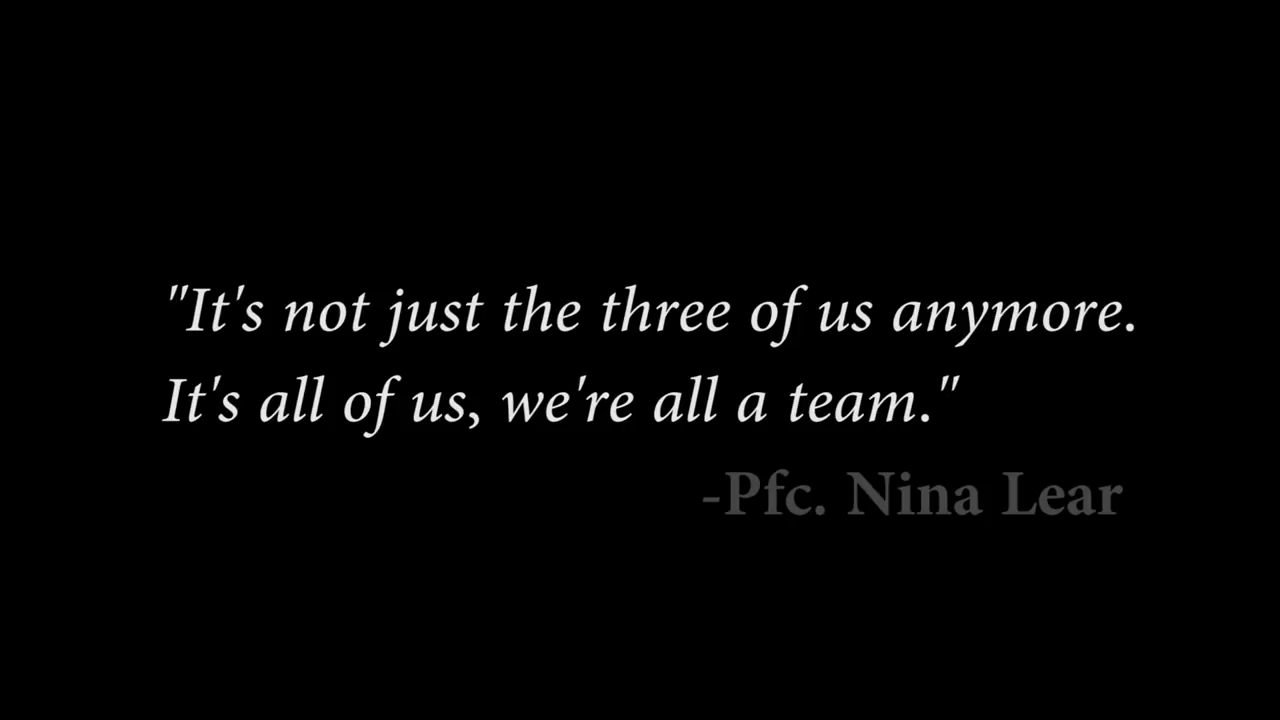 "It's not just the three of us anymore.
It's all of us, we're all a team."
-Pfc. Nina Lear